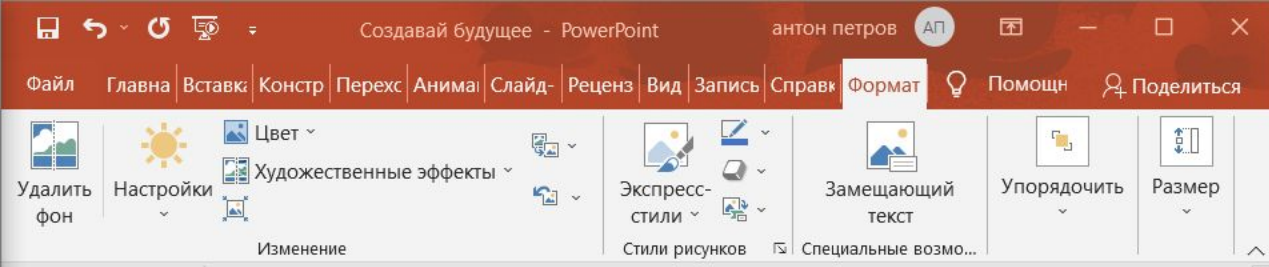 Создавай будущее - PowerPoint антон петров АП
Файл Главна Вставка Констр Перехс Анимаі Слайд- Реценз Вид Запись Справк Формат Помощн Поделиться
Цвет
Художественные эффекты
Удалить фон
Настройки
Экспресс-
стили
Замещающий
текст
Упорядочить
Размер
Изменение
Стили рисунков
Специальные возмо...